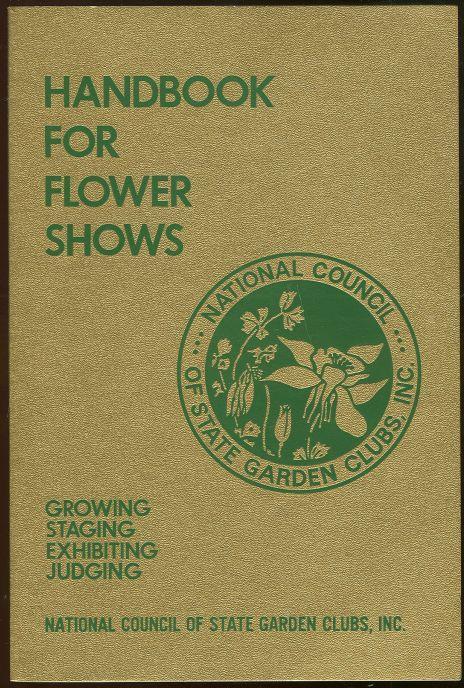 HANDBOOK
FOR
FLOWER
SHOWS
NATIONAL COUNCIL
OF STATE GARDEN CLUBS, INC.
GROWING
STAGING
EXHIBITING
JUDGING
NATIONAL COUNCIL OF STATE GARDEN CLUBS, INC.